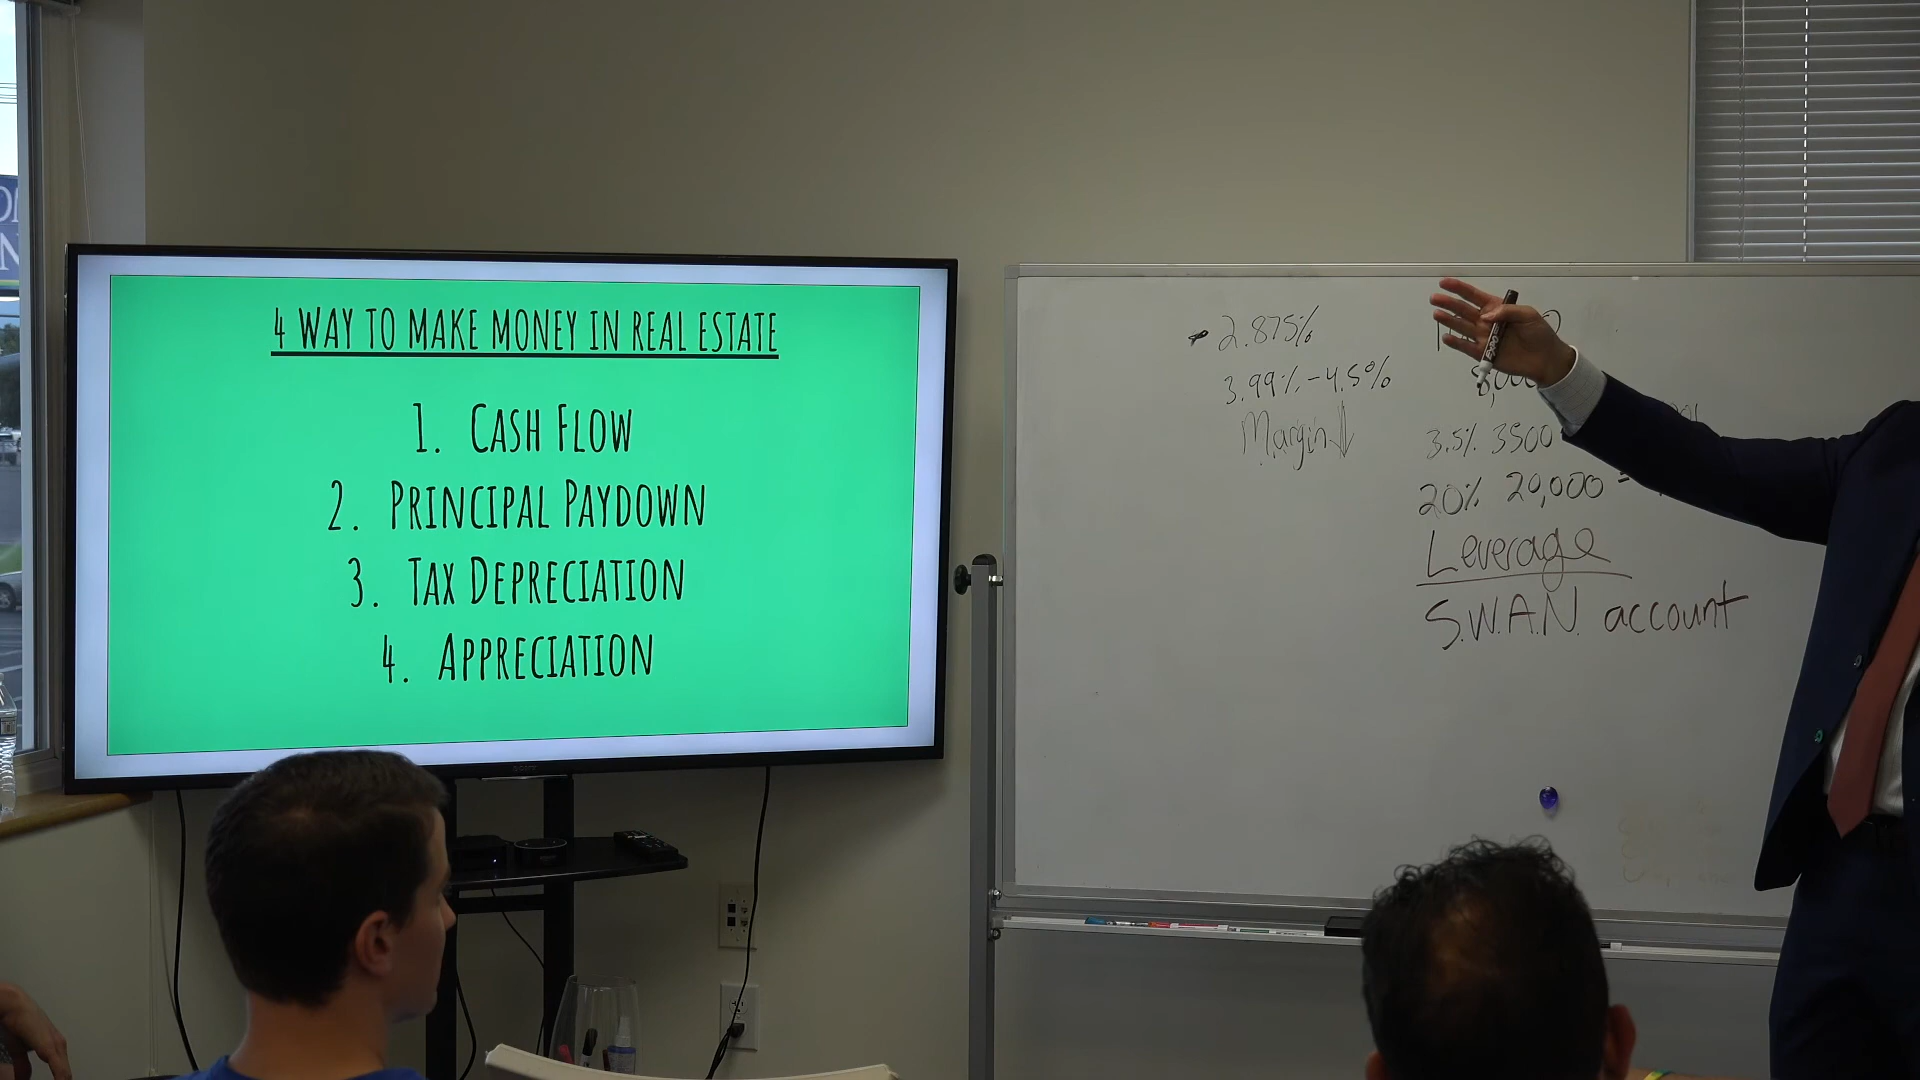 4 WAY TO MAKE MONEY IN REAL ESTATE
1. CASH FLOW
2. PRINCIPAL PAYDOWN
3. TAX DEPRECIATION
4. APPRECIATION
2.875%
3.99%-4.5%
Margin
3.5% 3500
20% 20,000 =
Leverage
S.W.A.N. account
EXPO